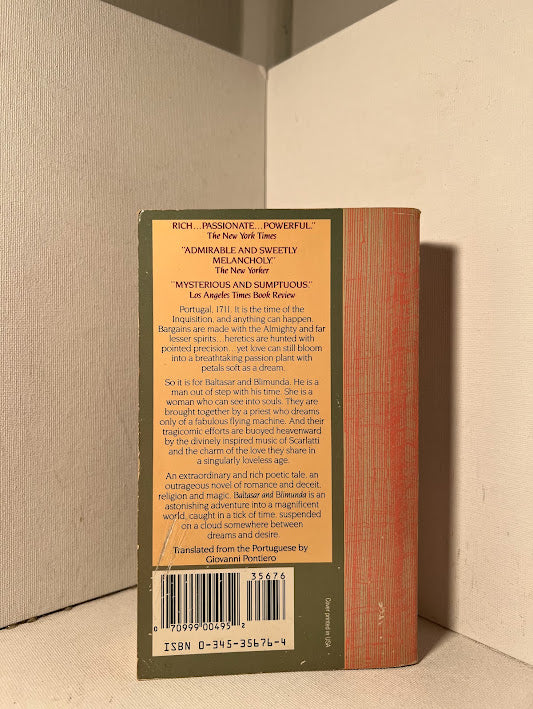 RICH...PASSIONATE...POWERFUL."
The New York Times
"ADMIRABLE AND SWEETLY
MELANCHOLY."
The New Yorker
"MYSTERIOUS AND SUMPTUOUS."
Los Angeles Times Book Review
Portugal, 1711. It is the time of the
Inquisition, and anything can happen.
Bargains are made with the Almighty and far
lesser spirits...heretics are hunted with
pointed precision...yet love can still bloom
into a breathtaking passion plant with
petals soft as a dream.
So it is for Baltasar and Blimunda. He is a
man out of step with his time. She is a
woman who can see into souls. They are
brought together by a priest who dreams
only of a fabulous flying machine. And their
tragicomic efforts are buoyed heavenward
by the divinely inspired music of Scarlatti
and the charm of the love they share in
a singularly loveless age.
An extraordinary and rich poetic tale, an
outrageous novel of romance and deceit,
religion and magic, Baltasar and Blimunda is an
astonishing adventure into a magnificent
world, caught in a tick of time, suspended
on a cloud somewhere between
dreams and desire.
Translated from the Portuguese by
Giovanni Pontiero
35676
0 70999 00495 2
ISBN 0-345-35676-4
Cover printed in USA